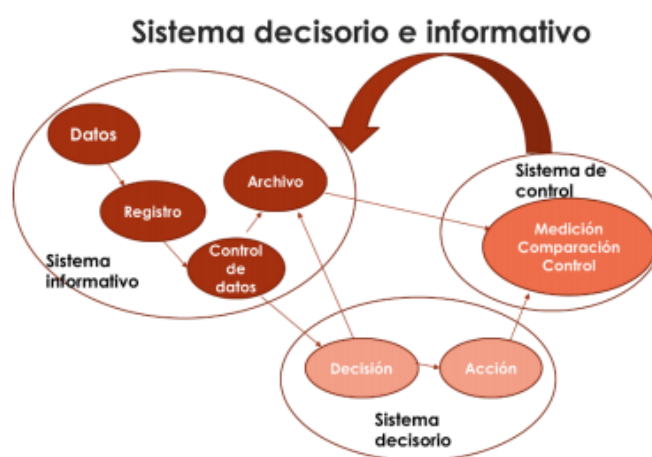 Sistema decisorio e informativo
Datos
Registro
Control
de
datos
Archivo
Sistema
informativo
Sistema de
control
Medición
Comparación
Control
Decisión
Acción
Sistema
decisorio